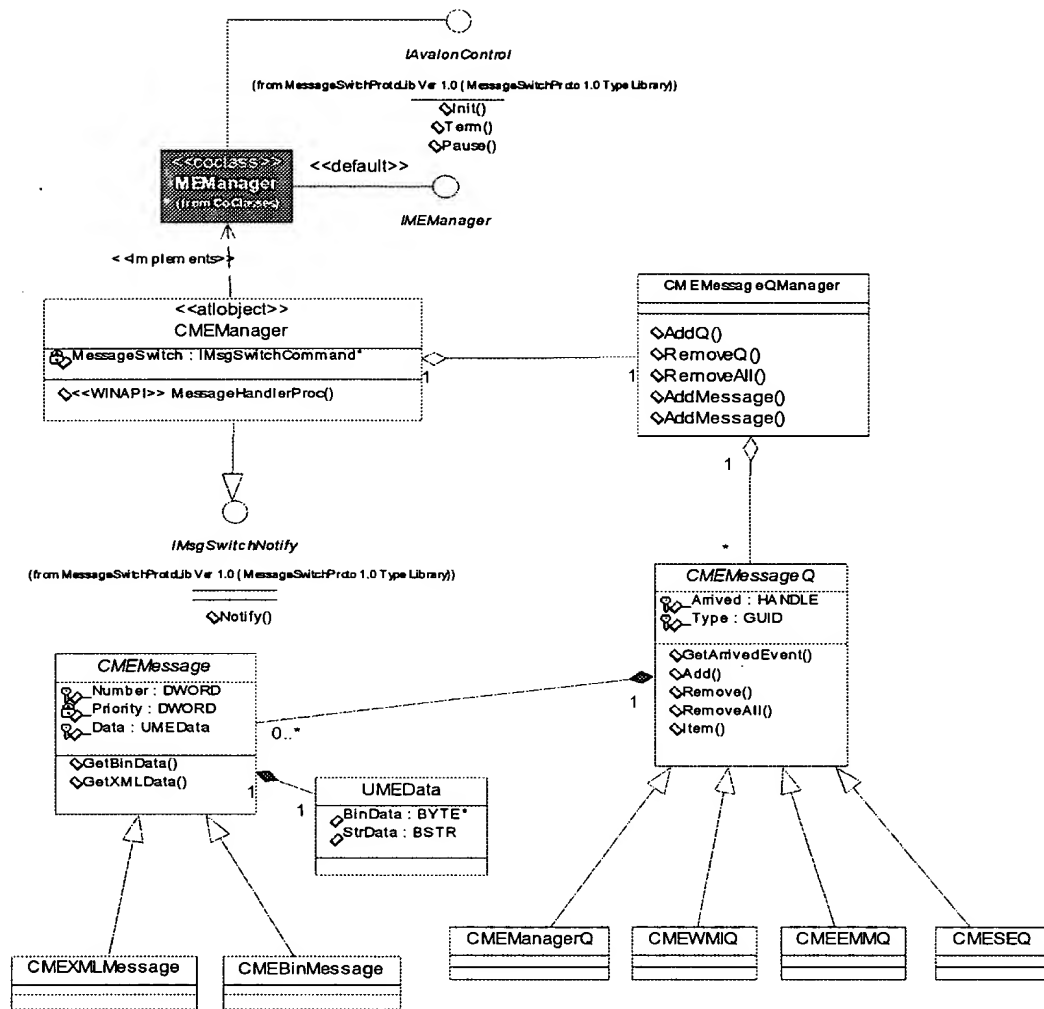 IAvalonControl
(from MessageSwitchProtoLib Ver 1.0 ( MessageSwitchProto 1.0 Type Library))
Init()
Term()
Pause()
<<coclass>>
MEManager
(from CoClasses)
<<default>>
IMEManager
<<Implements>>
<<atlobject>>
CMEManager
MessageSwitch : IMsgSwitchCommand*
<<WINAPI>> MessageHandlerProc()
1
1
CMEMessageQManager
AddQ()
RemoveQ()
RemoveAll()
AddMessage()
AddMessage()
1
*
IMsgSwitchNotify
(from MessageSwitchProtoLib Ver 1.0 ( MessageSwitchProto 1.0 Type Library))
Notify()
CMEMessageQ
_Arrived : HANDLE
_Type : GUID
GetArrivedEvent()
Add()
Remove()
RemoveAll()
Item()
1
0..*
CMEMessage
_Number : DWORD
_Priority : DWORD
_Data : UMEData
GetBinData()
GetXMLData()
1
1
UMEData
BinData : BYTE*
StrData : BSTR
CMEXMLMessage
CMEBinMessage
CMEManagerQ
CMEWMIQ
CMEEMMQ
CMESEQ